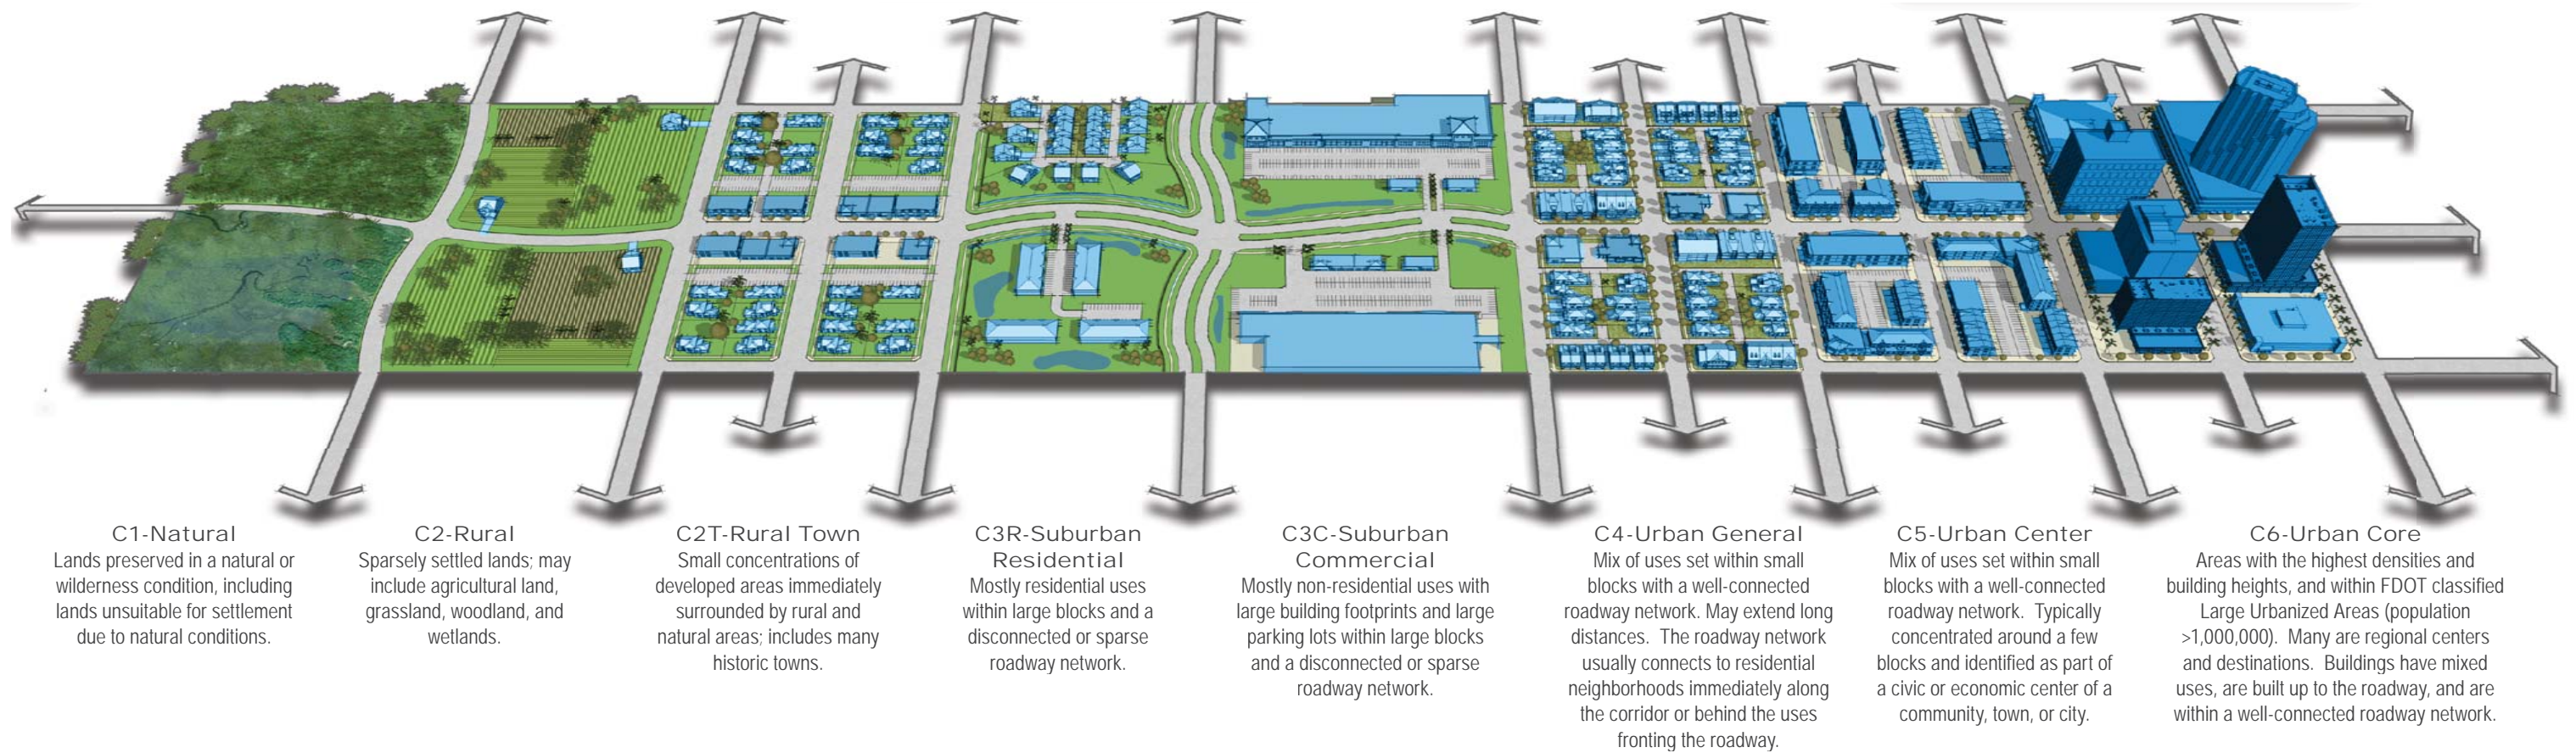 C1-Natural
Lands preserved in a natural or
wilderness condition, including
lands unsuitable for settlement
due to natural conditions.
C2-Rural
Sparsely settled lands; may
include agricultural land,
grassland, woodland, and
wetlands.
C2T-Rural Town
Small concentrations of
developed areas immediately
surrounded by rural and
natural areas; includes many
historic towns.
C3R-Suburban
Residential
Mostly residential uses
within large blocks and a
disconnected or sparse
roadway network.
C3C-Suburban
Commercial
Mostly non-residential uses with
large building footprints and large
parking lots within large blocks
and a disconnected or sparse
roadway network.
C4-Urban General
Mix of uses set within small
blocks with a well-connected
roadway network. May extend long
distances. The roadway network
usually connects to residential
neighborhoods immediately along
the corridor or behind the uses
fronting the roadway.
C5-Urban Center
Mix of uses set within small
blocks with a well-connected
roadway network. Typically
concentrated around a few
blocks and identified as part of
a civic or economic center of a
community, town, or city.
C6-Urban Core
Areas with the highest densities and
building heights, and within FDOT classified
Large Urbanized Areas (population
>1,000,000). Many are regional centers
and destinations. Buildings have mixed
uses, are built up to the roadway, and are
within a well-connected roadway network.